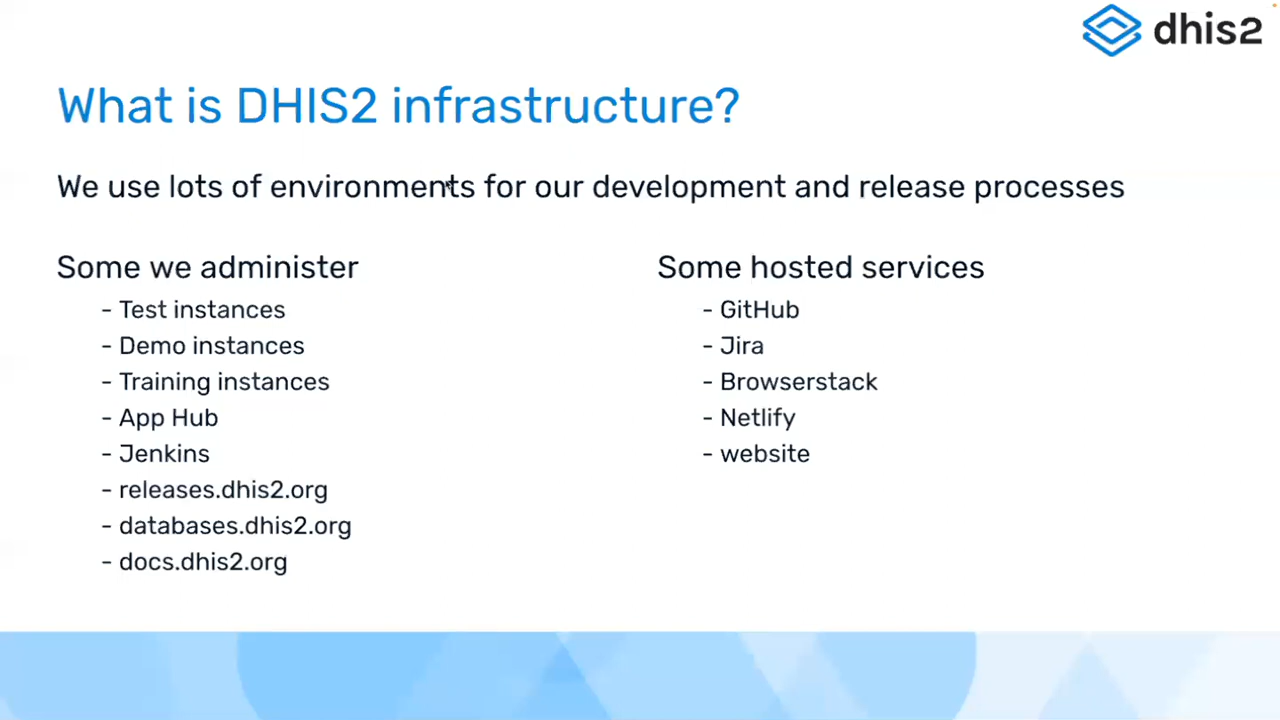 dhis2
What is DHIS2 infrastructure?
We use lots of environments for our development and release processes
Some we administer
- Test instances
- Demo instances
- Training instances
- App Hub
- Jenkins
- releases.dhis2.org
- databases.dhis2.org
- docs.dhis2.org
Some hosted services
- GitHub
- Jira
- Browserstack
- Netlify
- website